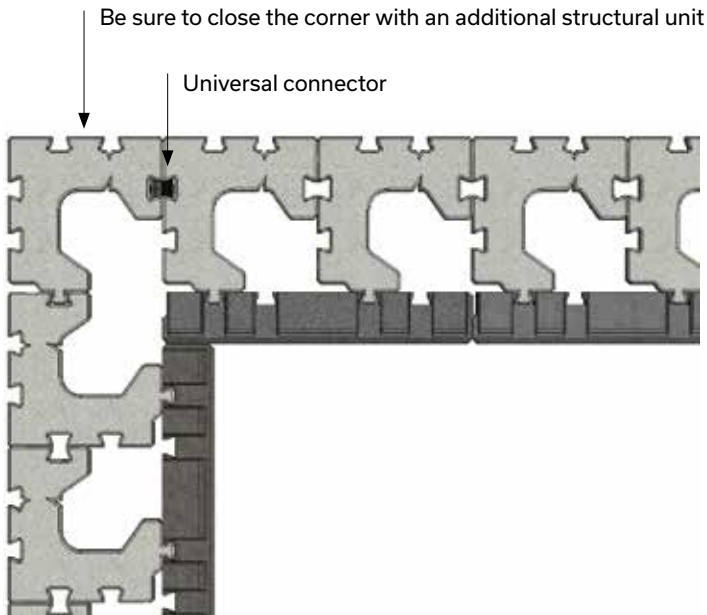 Be sure to close the corner with an additional structural unit
Universal connector